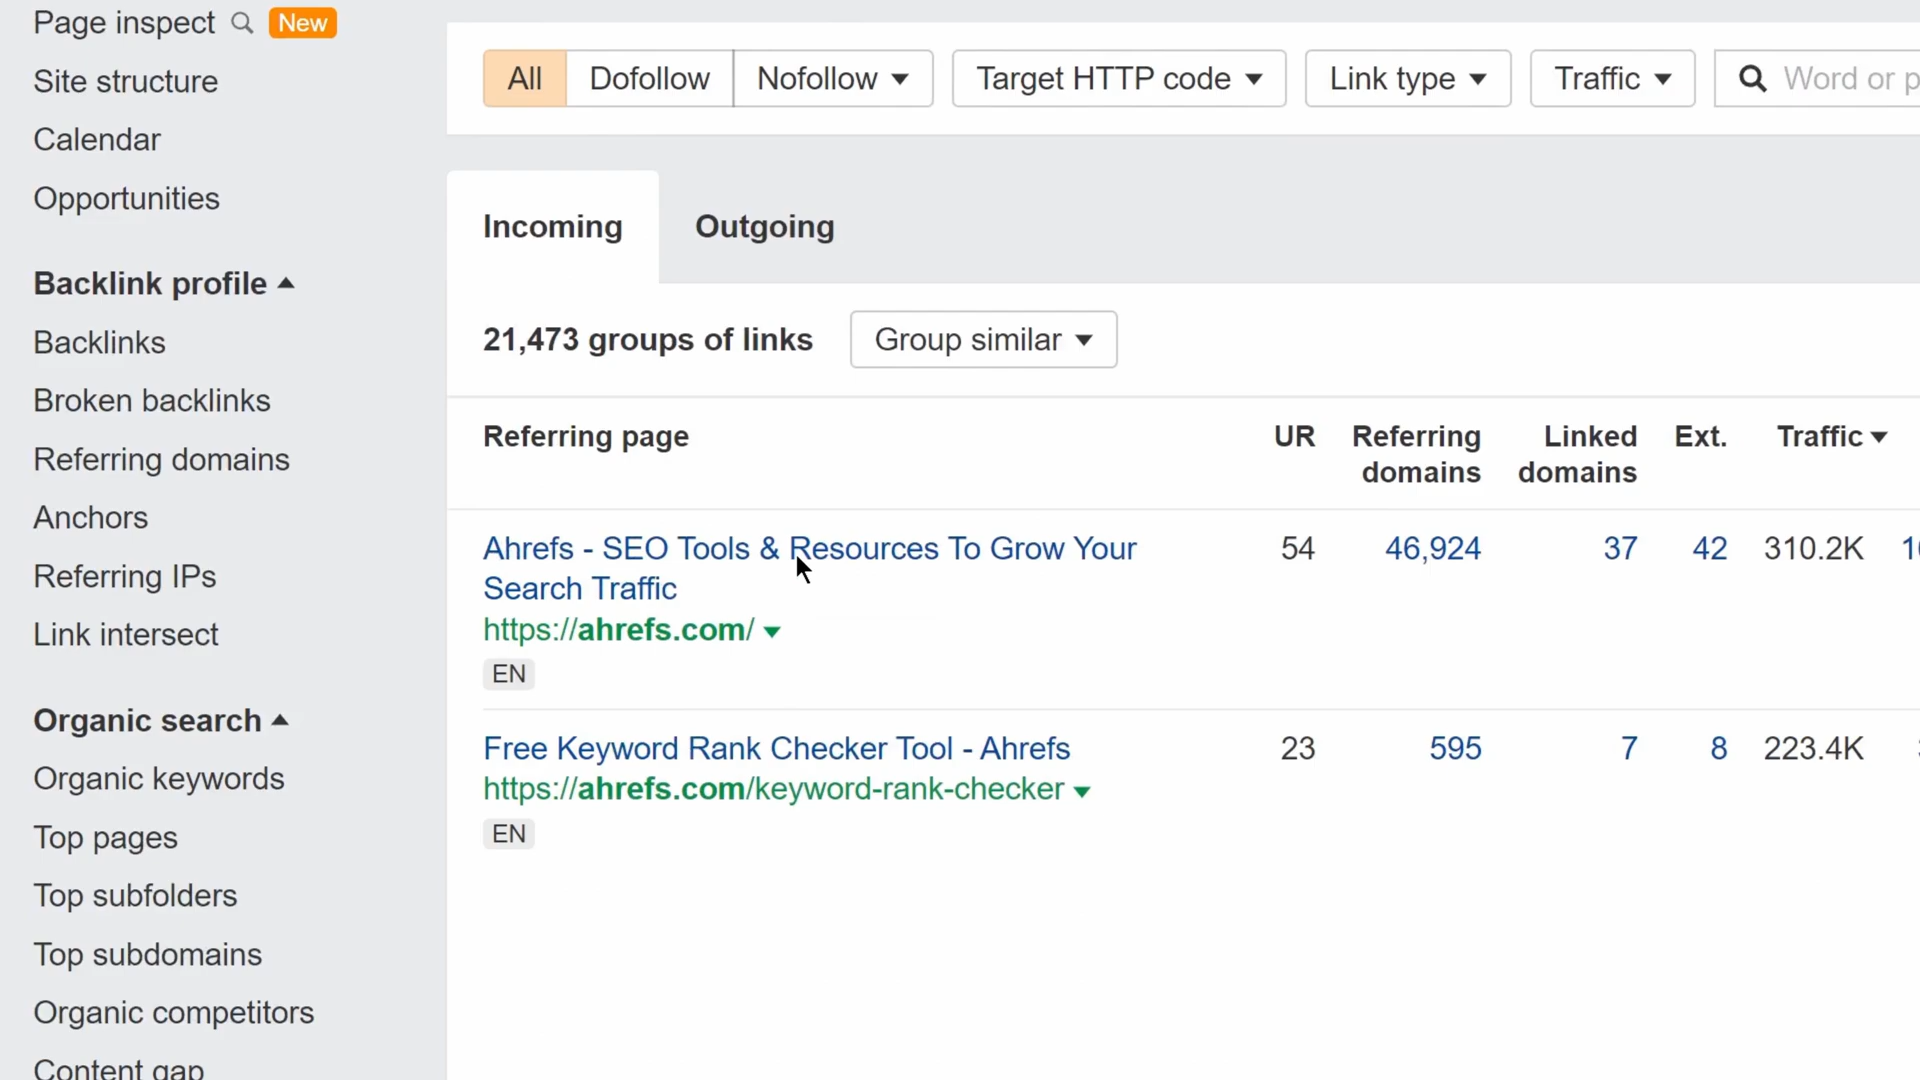 Page inspect New
Site structure
Calendar
Opportunities
Backlink profile
Backlinks
Broken backlinks
Referring domains
Anchors
Referring IPs
Link intersect
Organic search
Organic keywords
Top pages
Top subfolders
Top subdomains
Organic competitors
Content gap
All Dofollow Nofollow Target HTTP code Link type Traffic Word or p
Incoming Outgoing
21,473 groups of links Group similar
Referring page UR Referring domains Linked domains Ext. Traffic
Ahrefs - SEO Tools & Resources To Grow Your 54 46,924 37 42 310.2K
Search Traffic
https://ahrefs.com/
EN
Free Keyword Rank Checker Tool - Ahrefs 23 595 7 8 223.4K
https://ahrefs.com/keyword-rank-checker
EN